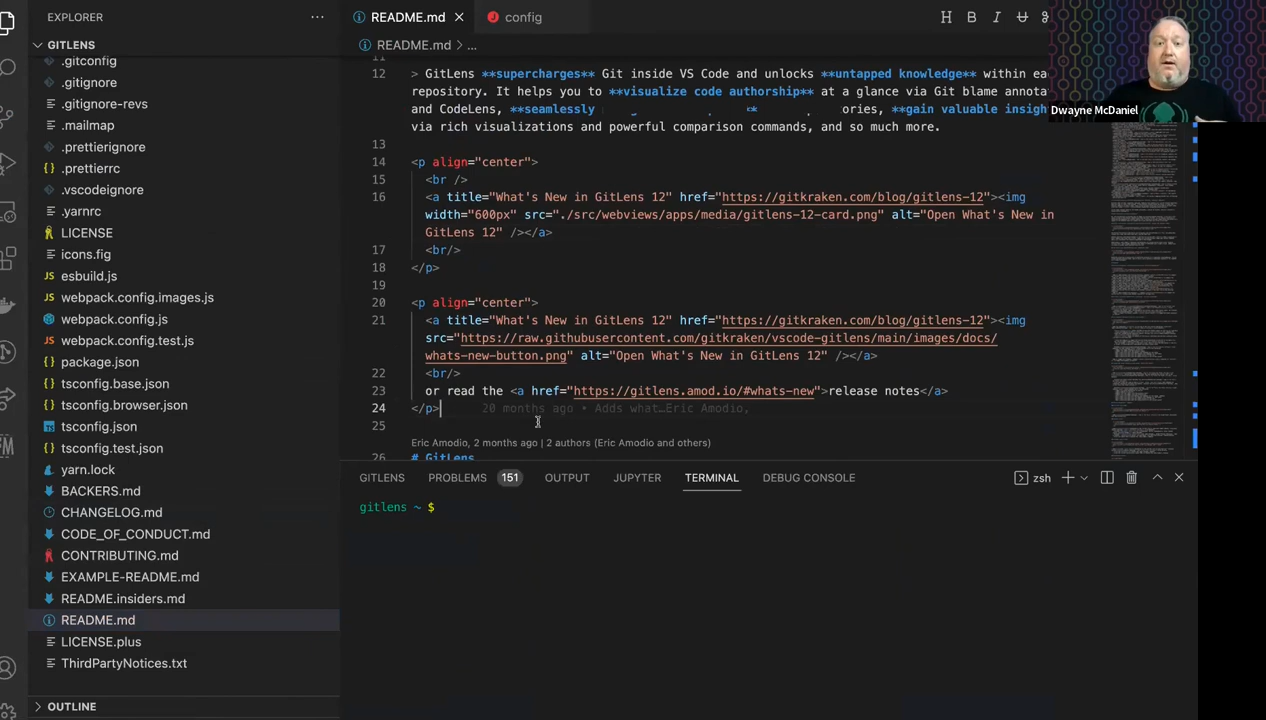 EXPLORER
GITLENS
.gitconfig
.gitignore
.gitignore-revs
.mailmap
.prettierignore
.prettierrc
.vscodeignore
.yarnrc
LICENSE
icons.fig
esbuild.js
webpack.config.images.js
webpack.config.js
webpack.config.test.js
package.json
tsconfig.base.json
tsconfig.browser.json
tsconfig.json
tsconfig.test.json
yarn.lock
BACKERS.md
CHANGELOG.md
CODE_OF_CONDUCT.md
CONTRIBUTING.md
EXAMPLE-README.md
README.insiders.md
README.md
LICENSE.plus
ThirdPartyNotices.txt
OUTLINE
README.md
config
README.md > ...
11
12 > GitLens **supercharges** Git inside VS Code and unlocks **untapped knowledge** within
repository. It helps you to **visualize code authorship** at a glance via Git blame
and CodeLens, **seamlessly ** ories, **gain valuable
via rich visualizations and powerful comparison commands, and so much more.
13
14 <p align="center">
15 <br />
16 <a title="What's New in GitLens 12" href="https://gitkraken.com/blog/gitlens-12"><img
width="600px" src="./src/webviews/apps/media/gitlens-12-card.png" alt="Open What's New in
GitLens 12" /></a>
17 <br/>
18 </p>
19
20 <p align="center">
21 <a title="What's New in GitLens 12" href="https://gitkraken.com/blog/gitlens-12"><img
src="https://raw.githubusercontent.com/gitkraken/vscode-gitlens/main/images/docs/
whats-new-button.png" alt="Open What's New in GitLens 12" /></a>
22 <br/>
23 or read the <a href="https://gitlens.amod.io/#whats-new">release notes</a>
24 </p> 20 months ago • Adds what…Eric Amodio,
25
Eric Amodio, 2 months ago | 2 authors (Eric Amodio and others)
26 # GitLens
Dwayne McDaniel
GITLENS PROBLEMS 151 OUTPUT JUPYTER TERMINAL DEBUG CONSOLE
zsh
gitlens ~ $